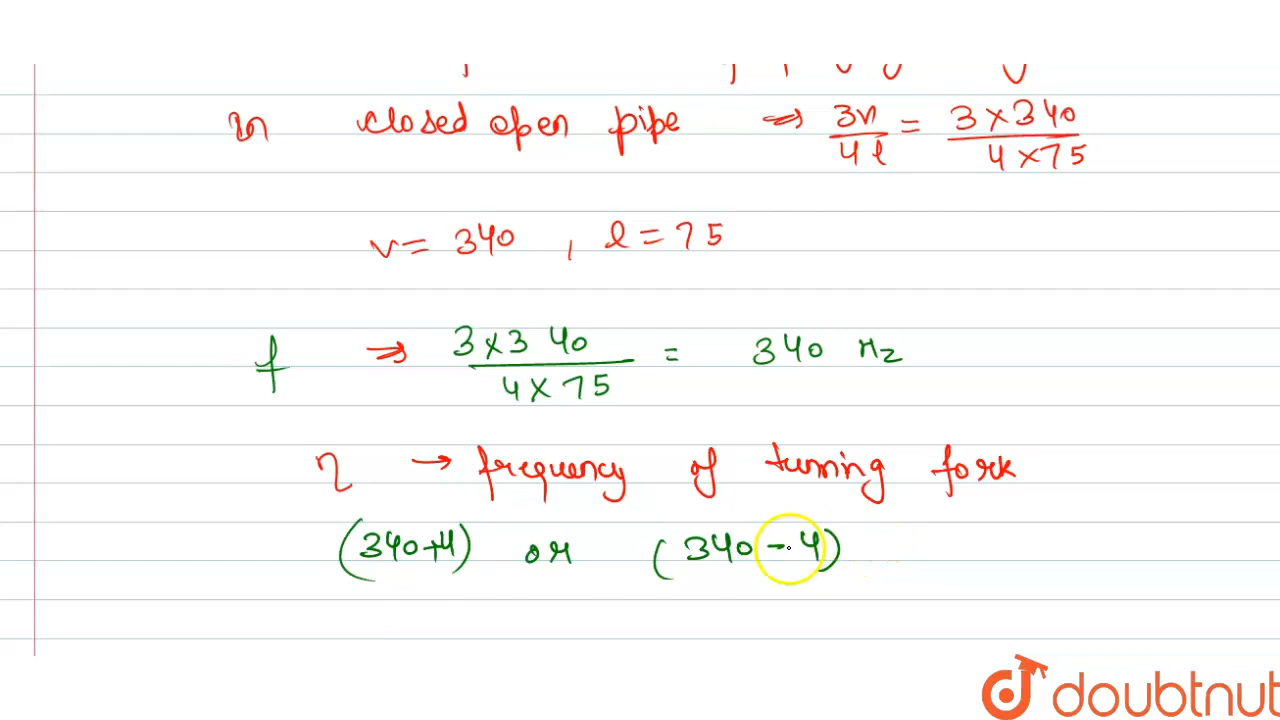 In closed open pipe ⇒ 3v/4l = 3×340/4×75
v = 340 , l = 75
f ⇒ 3×340/4×75 = 340 Hz
η → frequency of turning fork
(340+4) or (340-4)
doubtnut